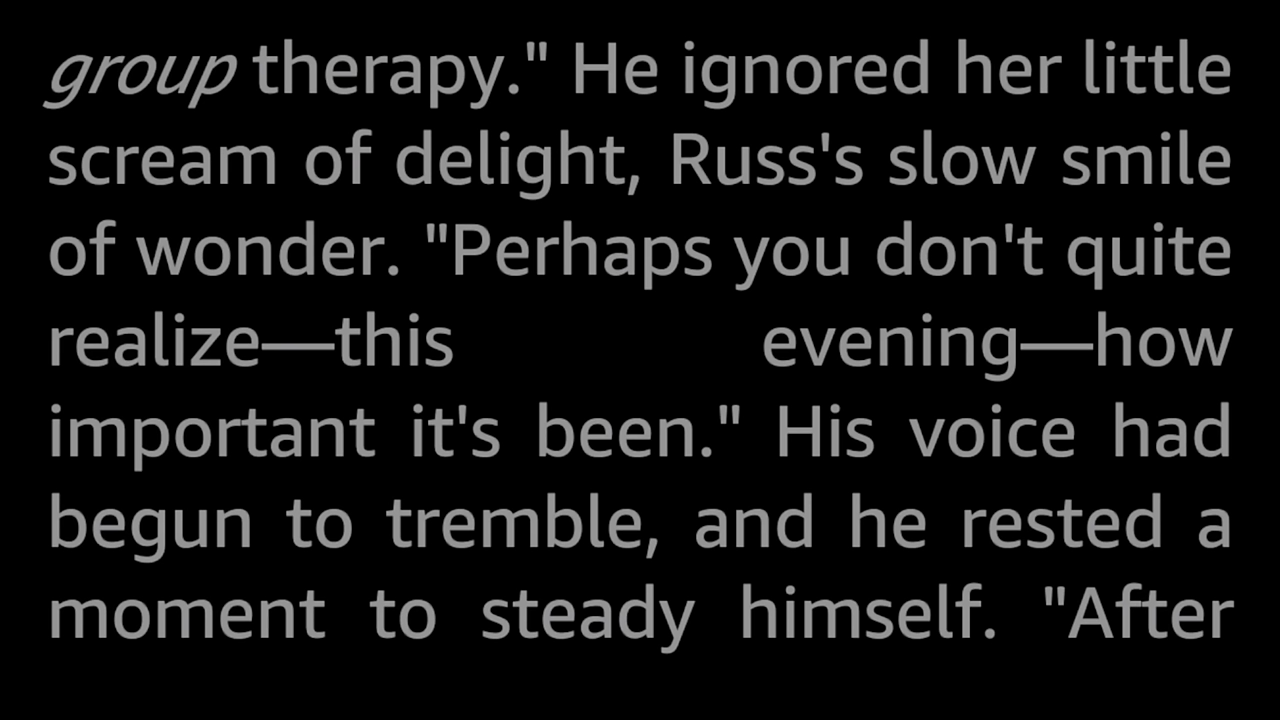 group therapy." He ignored her little
scream of delight, Russ's slow smile
of wonder. "Perhaps you don't quite
realize—this evening—how
important it's been." His voice had
begun to tremble, and he rested a
moment to steady himself. "After